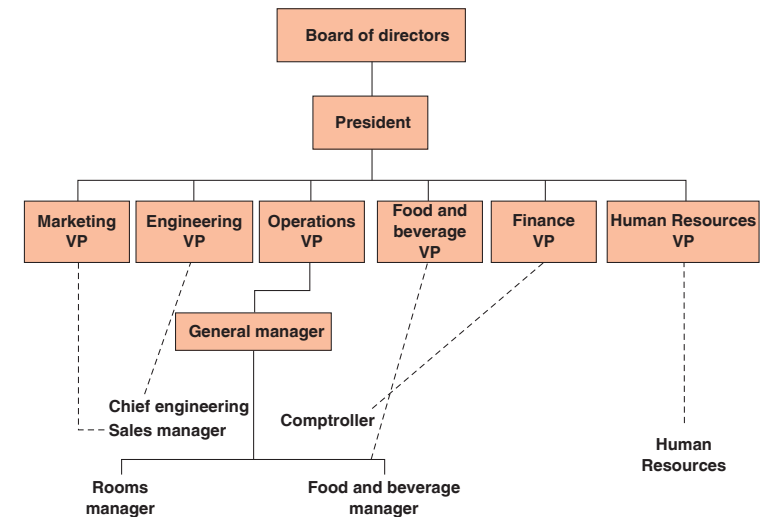 Board of directors
President
Marketing
VP
Engineering
VP
Operations
VP
Food and
beverage
VP
Finance
VP
Human Resources
VP
General manager
Chief engineering
Sales manager
Comptroller
Human
Resources
Rooms
manager
Food and beverage
manager